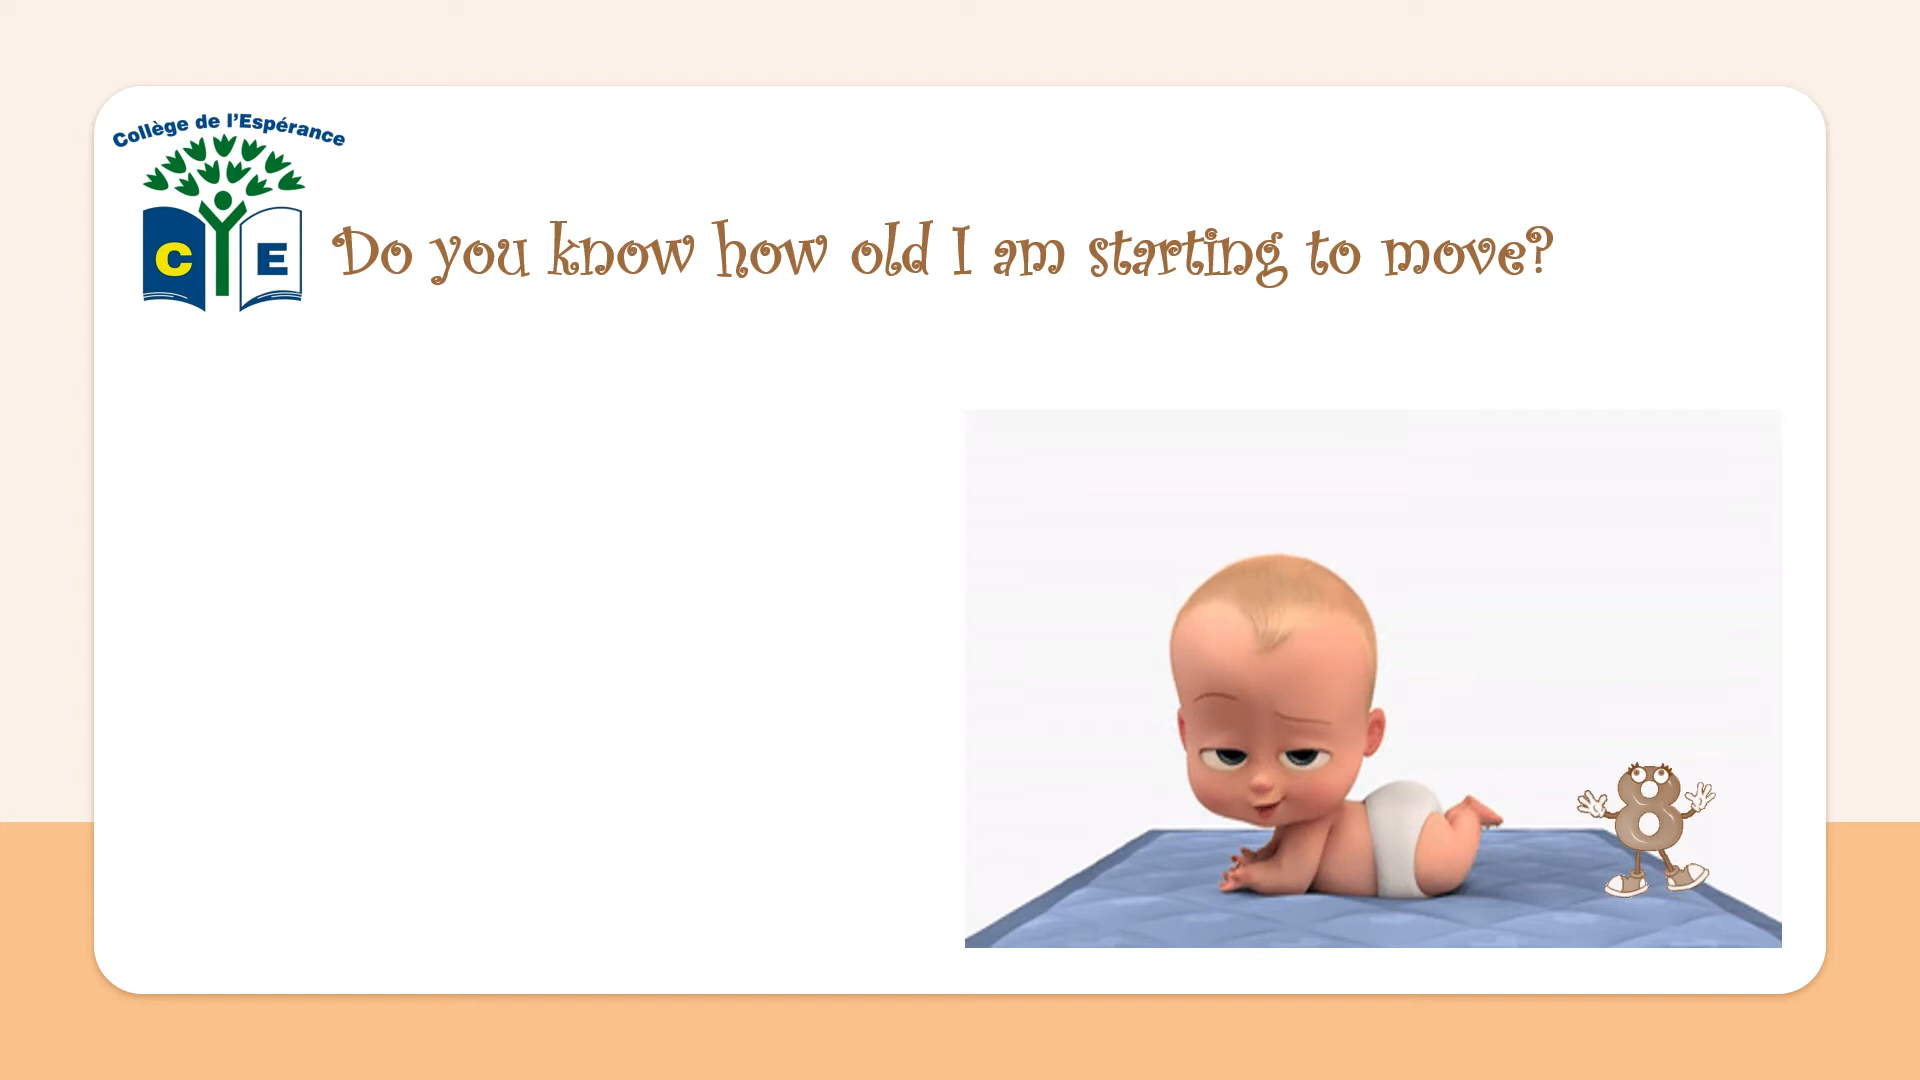 Collège de l'Espérance
C E
Do you know how old I am starting to move?
8